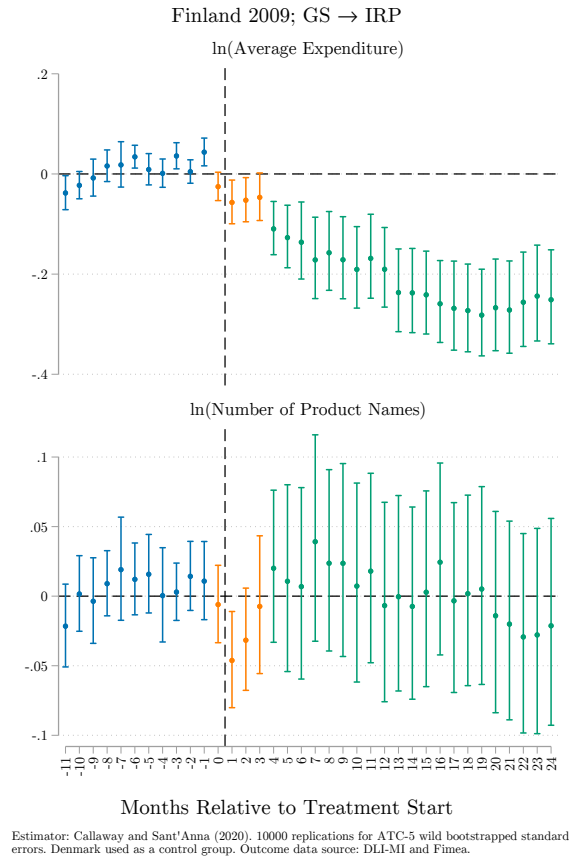 Finland 2009; GS → IRP
ln(Average Expenditure)
.2
0
-.2
-.4
ln(Number of Product Names)
.1
.05
0
-.05
-.1
-11 -10 -9 -8 -7 -6 -5 -4 -3 -2 -1 0 1 2 3 4 5 6 7 8 9 10 11 12 13 14 15 16 17 18 19 20 21 22 23 24
Months Relative to Treatment Start
Estimator: Callaway and Sant'Anna (2020). 10000 replications for ATC-5 wild bootstrapped standard
errors. Denmark used as a control group. Outcome data source: DLI-MI and Fimea.